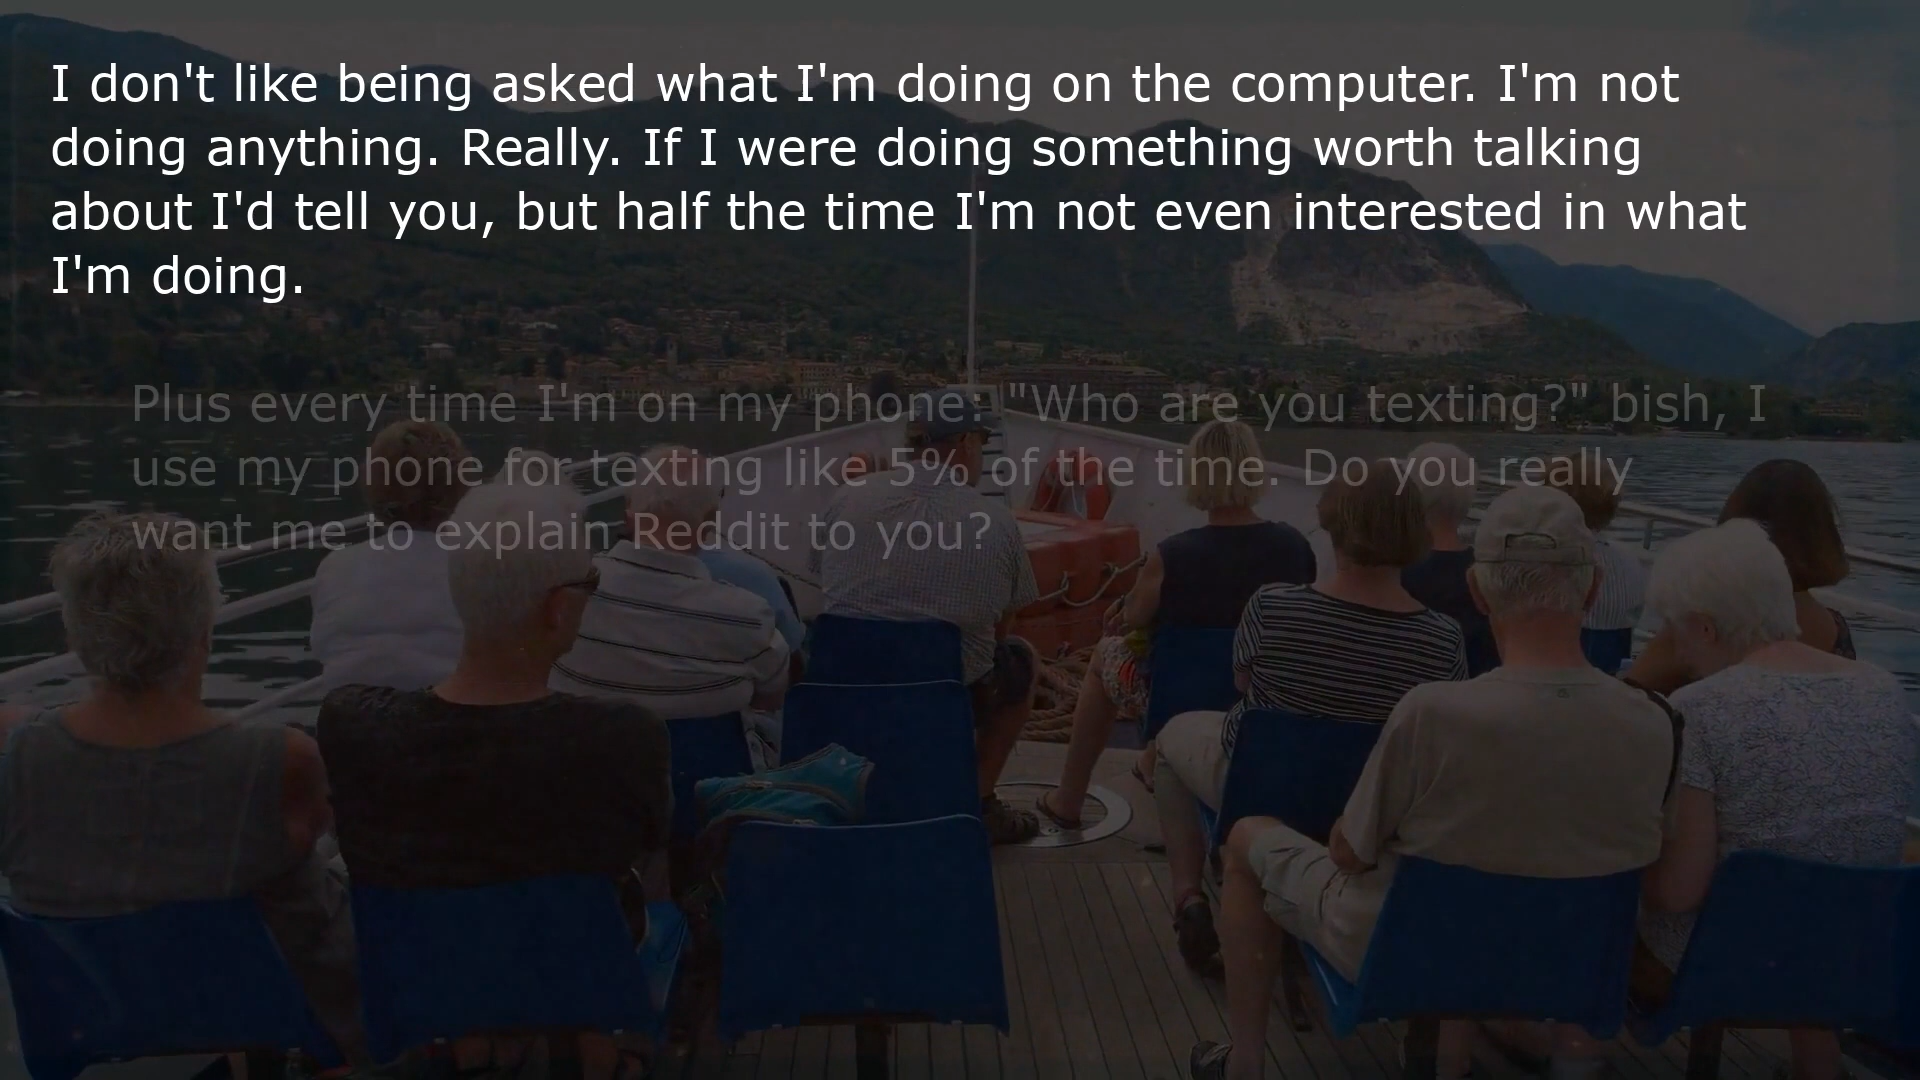 I don't like being asked what I'm doing on the computer. I'm not
doing anything. Really. If I were doing something worth talking
about I'd tell you, but half the time I'm not even interested in what
I'm doing.
Plus every time I'm on my phone: "Who are you texting?" bish, I
use my phone for texting like 5% of the time. Do you really
want me to explain Reddit to you?